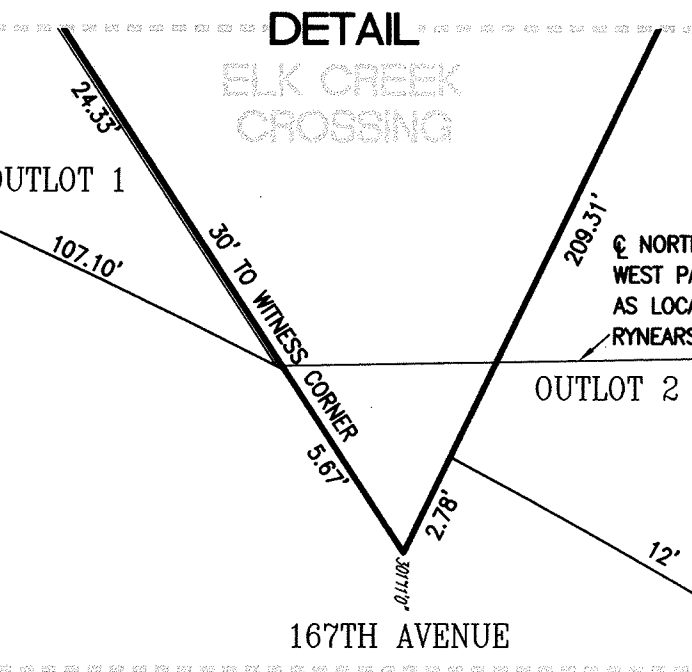 DETAIL
ELK CREEK
CROSSING
24.33'
OUTLOT 1
107.10'
30' TO WITNESS CORNER
209.31'
℄ NORTH
WEST PA
AS LOCA
RYNEARS
OUTLOT 2
5.67'
2.78'
12'
167TH AVENUE